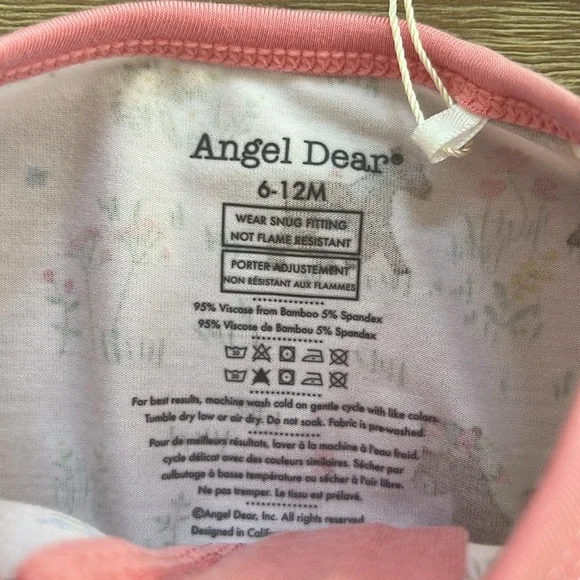 Angel Dear®
6-12M
WEAR SNUG FITTING
NOT FLAME RESISTANT
PORTER ADJUSTEMENT
NON RÉSISTANT AUX FLAMMES
95% Viscose from Bamboo 5% Spandex
95% Viscose de Bambou 5% Spandex
For best results, machine wash cold on gentle cycle with like colors.
Tumble dry low or air dry. Do not soak. Fabric is pre-washed.
Pour de meilleurs résultats, laver à la machine à l'eau froid,
cycle délicat avec des couleurs similaires. Sécher par
culbutage à basse température ou sécher à l'air libre.
Ne pas tremper. Le tissu est prélavé.
©Angel Dear, Inc. All rights reserved
Designed in